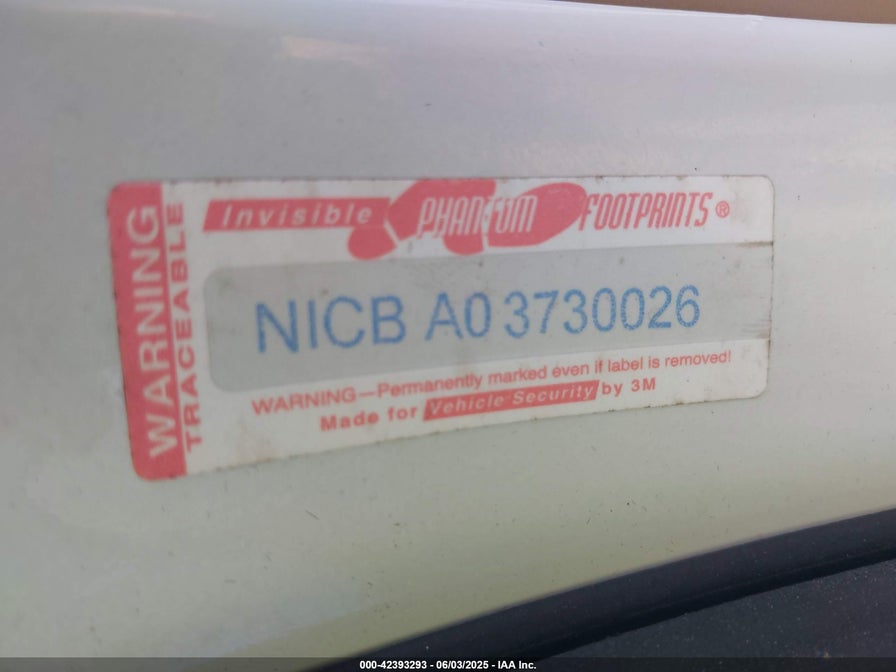 WARNING
TRACEABLE
Invisible PHANTOM FOOTPRINTS®
NICB A0 3730026
WARNING—Permanently marked even if label is removed!
Made for Vehicle Security by 3M
000-42393293 - 06/03/2025 - IAA Inc.